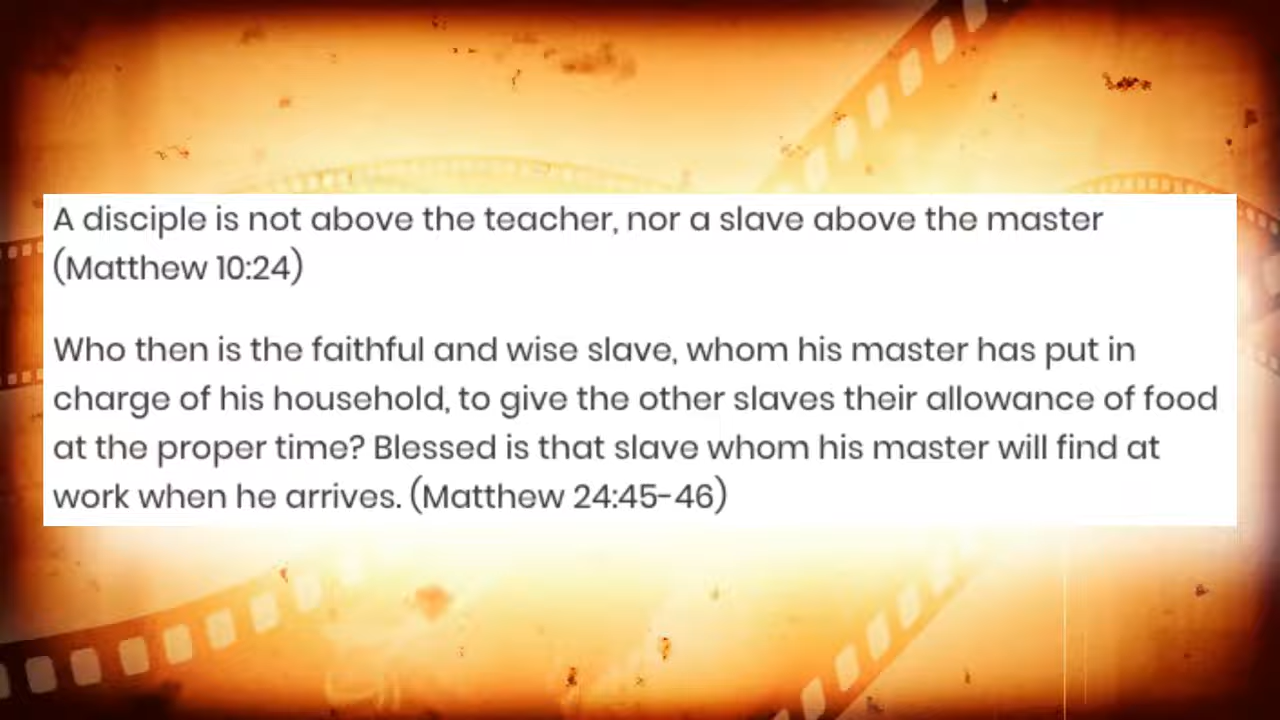 A disciple is not above the teacher, nor a slave above the master
(Matthew 10:24)
Who then is the faithful and wise slave, whom his master has put in
charge of his household, to give the other slaves their allowance of food
at the proper time? Blessed is that slave whom his master will find at
work when he arrives. (Matthew 24:45-46)